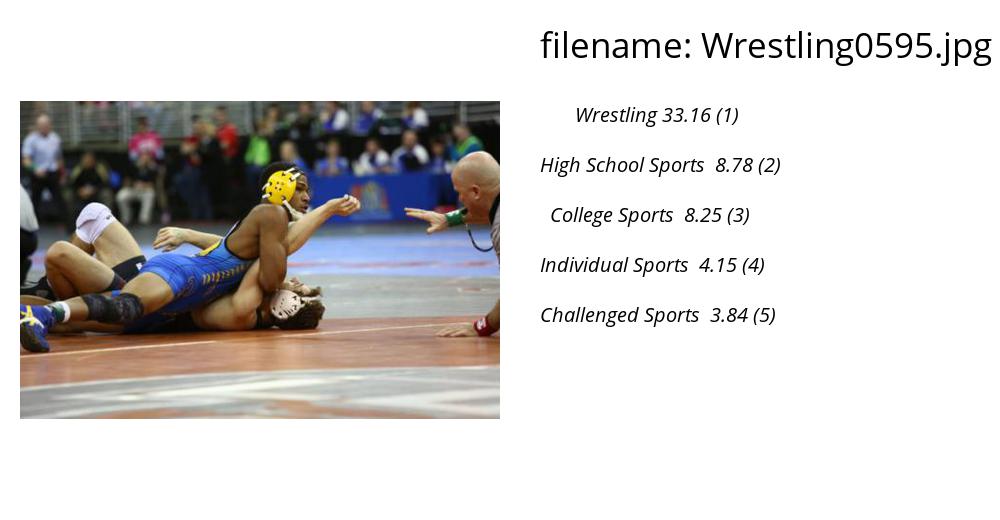 filename: Wrestling0595.jpg
Wrestling 33.16 (1)
High School Sports 8.78 (2)
College Sports 8.25 (3)
Individual Sports 4.15 (4)
Challenged Sports 3.84 (5)